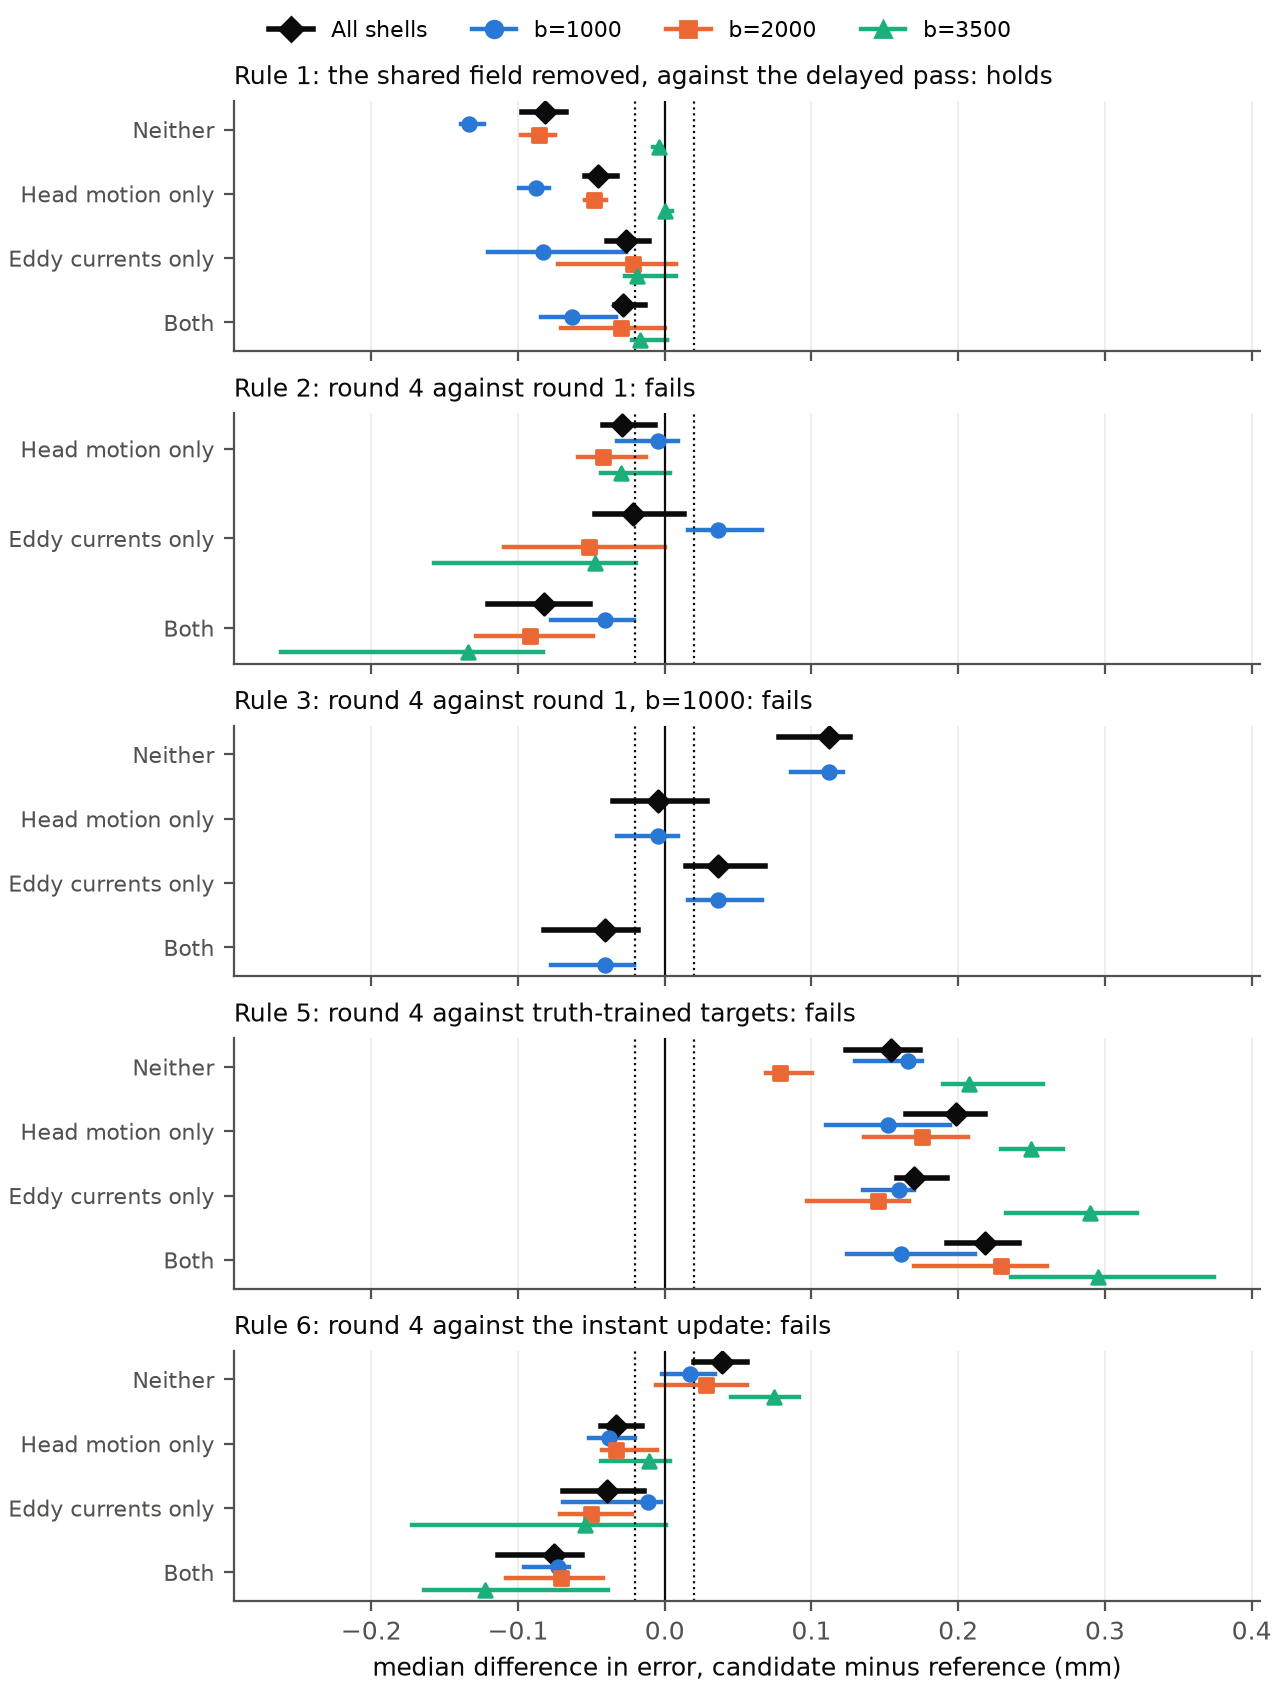 All shells b=1000 b=2000 b=3500
Rule 1: the shared field removed, against the delayed pass: holds
Neither
Head motion only
Eddy currents only
Both
Rule 2: round 4 against round 1: fails
Head motion only
Eddy currents only
Both
Rule 3: round 4 against round 1, b=1000: fails
Neither
Head motion only
Eddy currents only
Both
Rule 5: round 4 against truth-trained targets: fails
Neither
Head motion only
Eddy currents only
Both
Rule 6: round 4 against the instant update: fails
Neither
Head motion only
Eddy currents only
Both
−0.2 −0.1 0.0 0.1 0.2 0.3 0.4
median difference in error, candidate minus reference (mm)